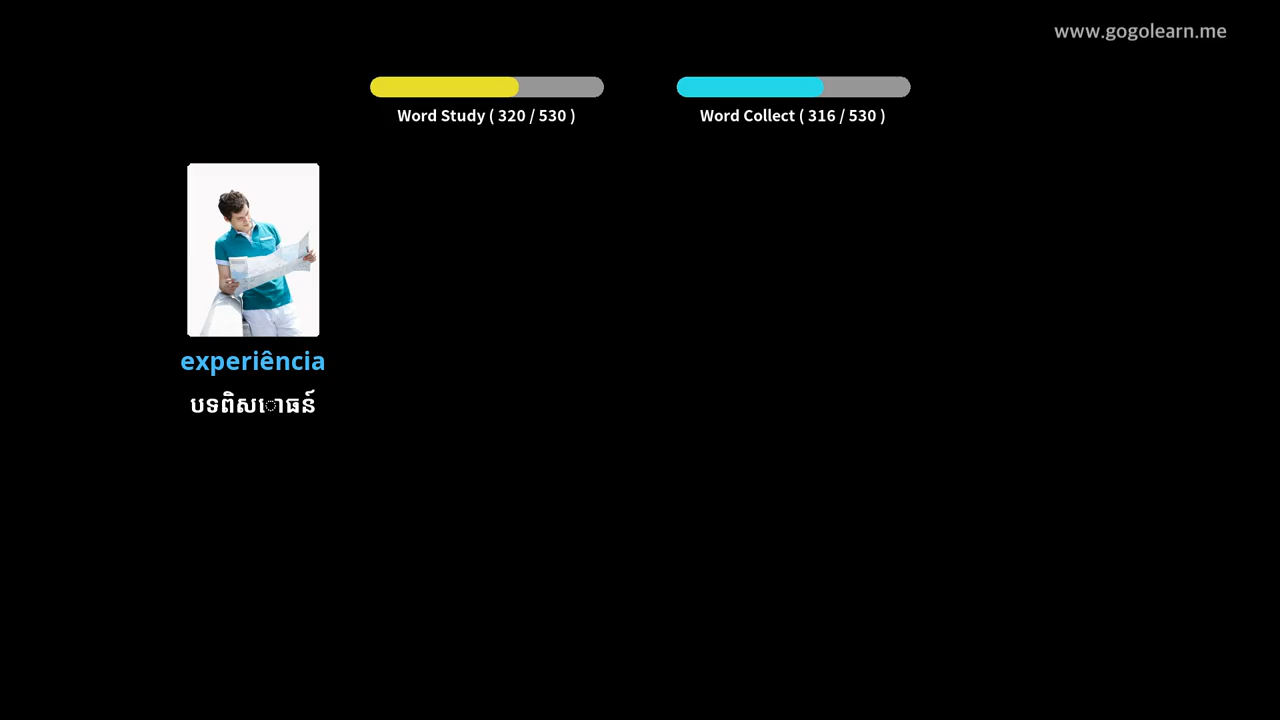 www.gogolearn.me
Word Study ( 320 / 530 )
Word Collect ( 316 / 530 )
experiência
បទពិសោធន៍